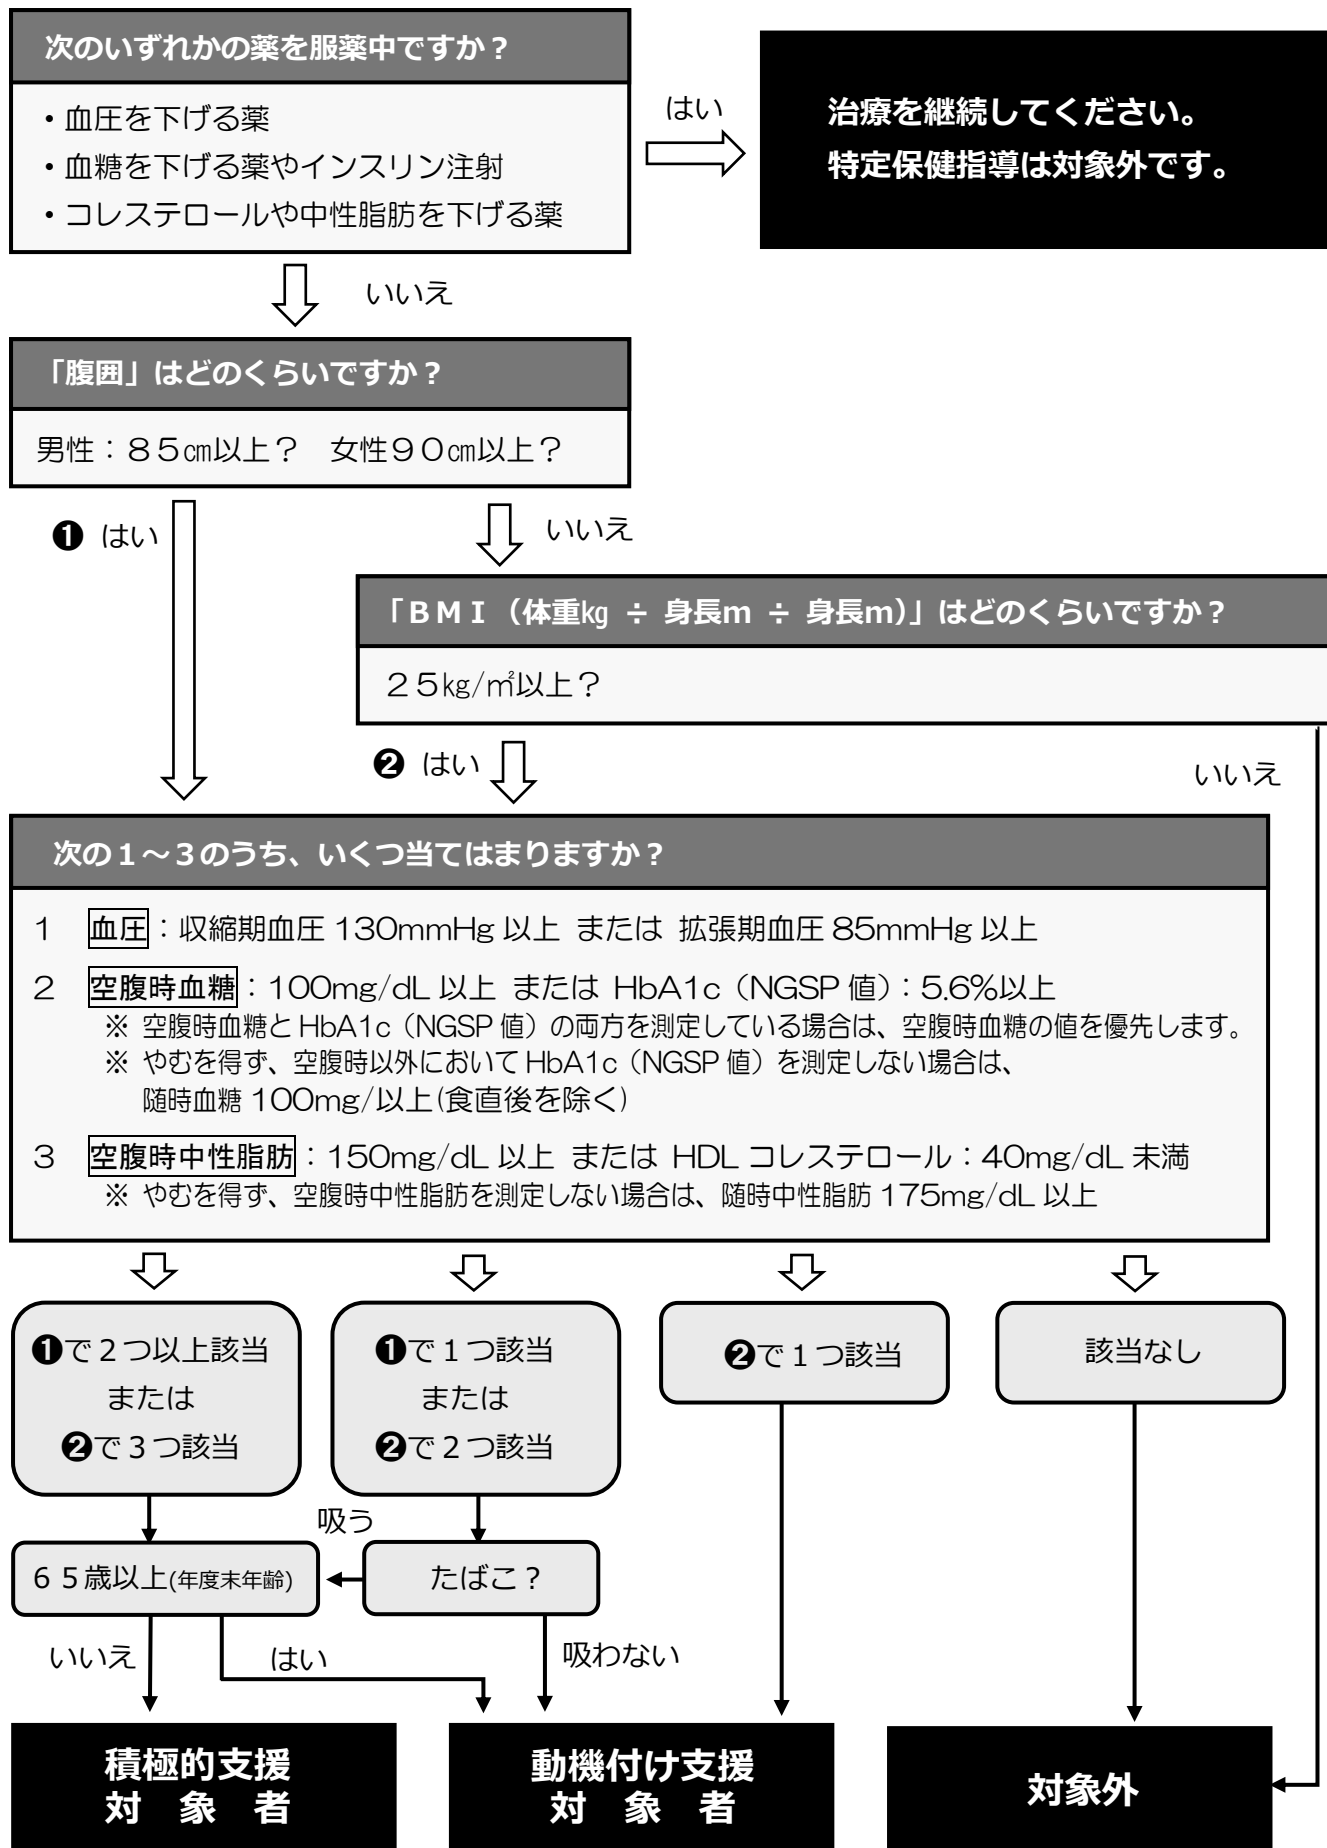 次のいずれかの薬を服薬中ですか？
・血圧を下げる薬
・血糖を下げる薬やインスリン注射
・コレステロールや中性脂肪を下げる薬
はい
治療を継続してください。
特定保健指導は対象外です。
いいえ
「腹囲」はどのくらいですか？
男性：８５㎝以上？　女性９０㎝以上？
❶ はい
いいえ
「ＢＭＩ（体重㎏ ÷ 身長m ÷ 身長m）」はどのくらいですか？
２５㎏/㎡以上？
❷ はい
いいえ
次の１～３のうち、いくつ当てはまりますか？
１ 血圧：収縮期血圧 130mmHg 以上 または 拡張期血圧 85mmHg 以上
２ 空腹時血糖：100mg/dL 以上 または HbA1c（NGSP 値）：5.6%以上
※ 空腹時血糖と HbA1c（NGSP 値）の両方を測定している場合は、空腹時血糖の値を優先します。
※ やむを得ず、空腹時以外において HbA1c（NGSP 値）を測定しない場合は、
随時血糖 100mg/以上(食直後を除く)
３ 空腹時中性脂肪：150mg/dL 以上 または HDL コレステロール：40mg/dL 未満
※ やむを得ず、空腹時中性脂肪を測定しない場合は、随時中性脂肪 175mg/dL 以上
❶で２つ以上該当
または
❷で３つ該当
❶で１つ該当
または
❷で２つ該当
❷で１つ該当
該当なし
吸う
６５歳以上(年度末年齢)
たばこ？
いいえ
はい
吸わない
積極的支援
対　象　者
動機付け支援
対　象　者
対象外